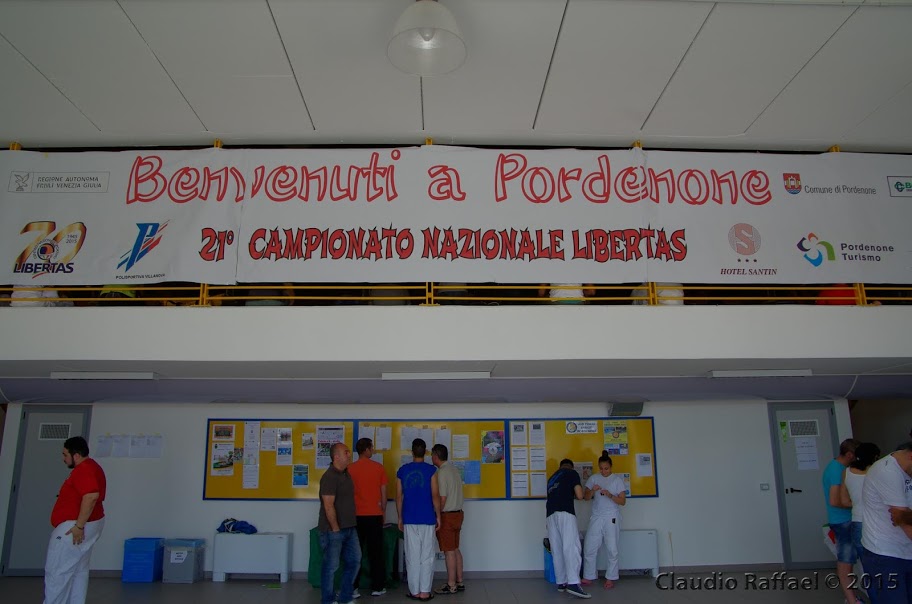 REGIONE AUTONOMA
FRIULI VENEZIA GIULIA
Benvenuti a Pordenone
Comune di Pordenone
70
LIBERTAS
POLISPORTIVA VILLANOVA
21° CAMPIONATO NAZIONALE LIBERTAS
S
HOTEL SANTIN
Pordenone
Turismo
Claudio Raffael © 2015